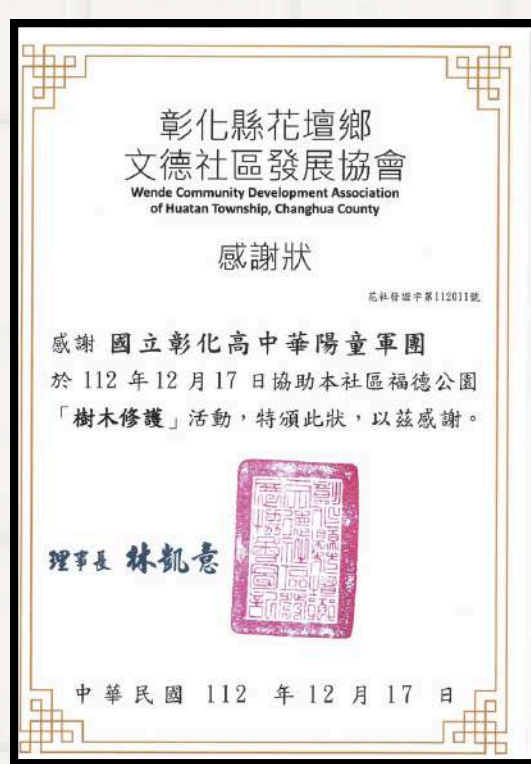 彰化縣花壇鄉
文德社區發展協會
Wende Community Development Association
of Huatan Township, Changhua County
感謝狀
花社發證字第112011號
感謝 國立彰化高中華陽童軍團
於 112 年 12 月 17 日協助本社區福德公園
「樹木修護」活動,特頒此狀,以茲感謝。
理事長 林凱意
中華民國 112 年 12 月 17 日